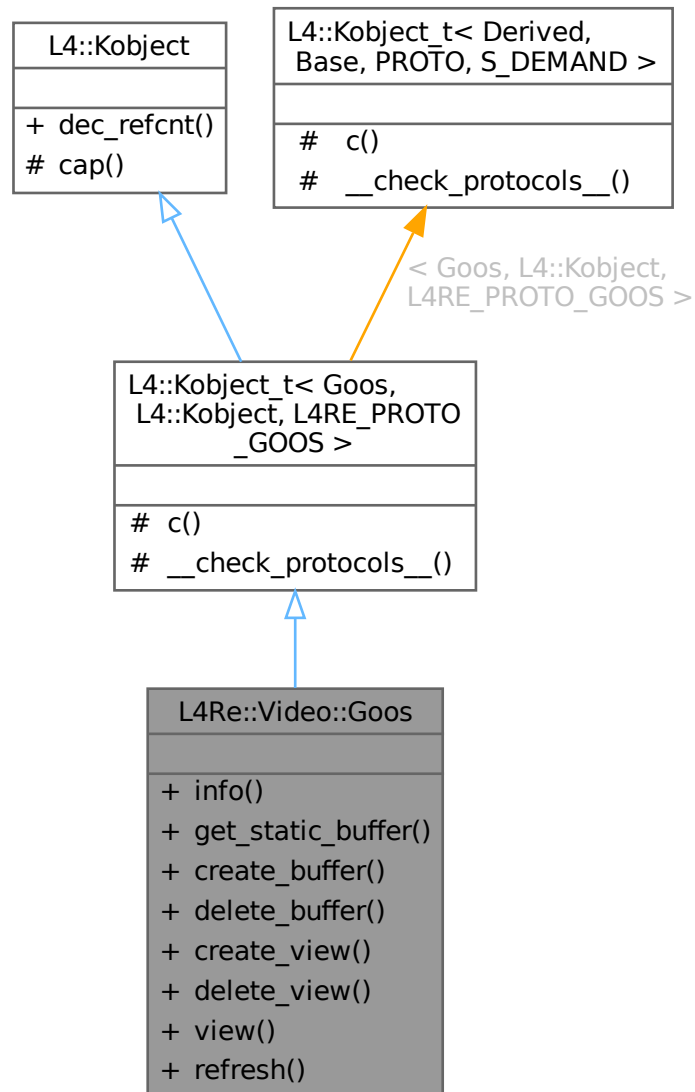 L4::Kobject
+ dec_refcnt()
# cap()
L4::Kobject_t< Derived,
Base, PROTO, S_DEMAND >
# c()
# __check_protocols__()
< Goos, L4::Kobject,
L4RE_PROTO_GOOS >
L4::Kobject_t< Goos,
L4::Kobject, L4RE_PROTO
_GOOS >
# c()
# __check_protocols__()
L4Re::Video::Goos
+ info()
+ get_static_buffer()
+ create_buffer()
+ delete_buffer()
+ create_view()
+ delete_view()
+ view()
+ refresh()